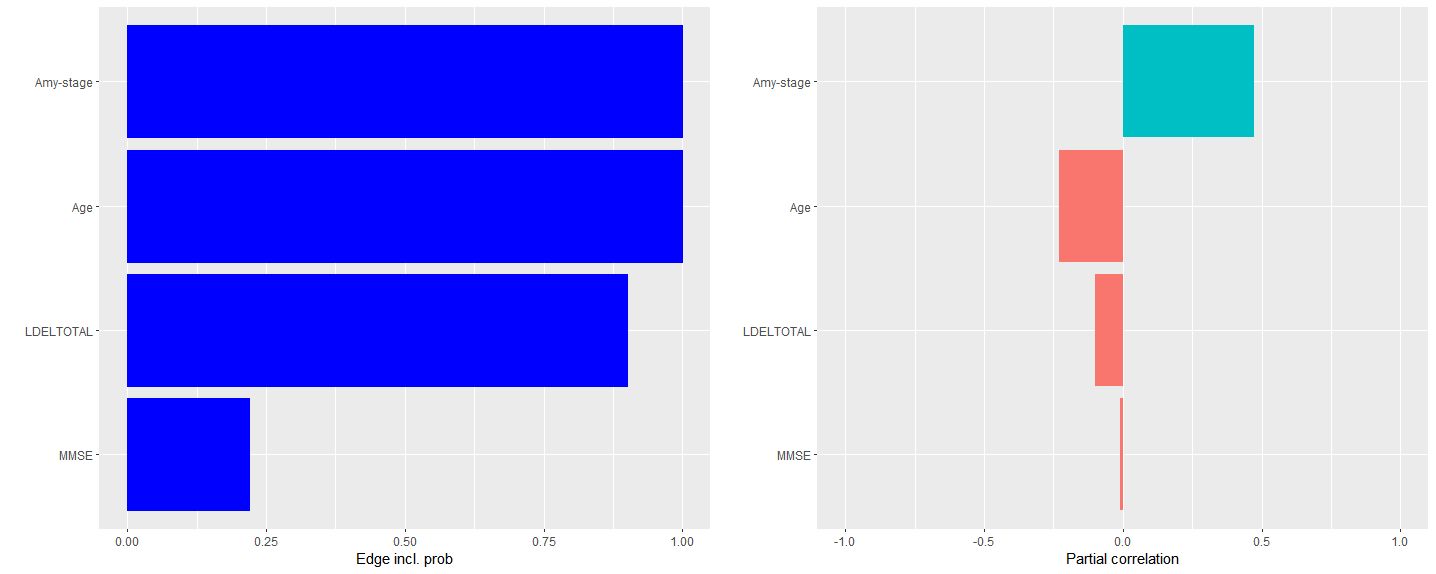 Amy-stage
Age
LDELTOTAL
MMSE
0.00 0.25 0.50 0.75 1.00
Edge incl. prob
Amy-stage
Age
LDELTOTAL
MMSE
-1.0 -0.5 0.0 0.5 1.0
Partial correlation